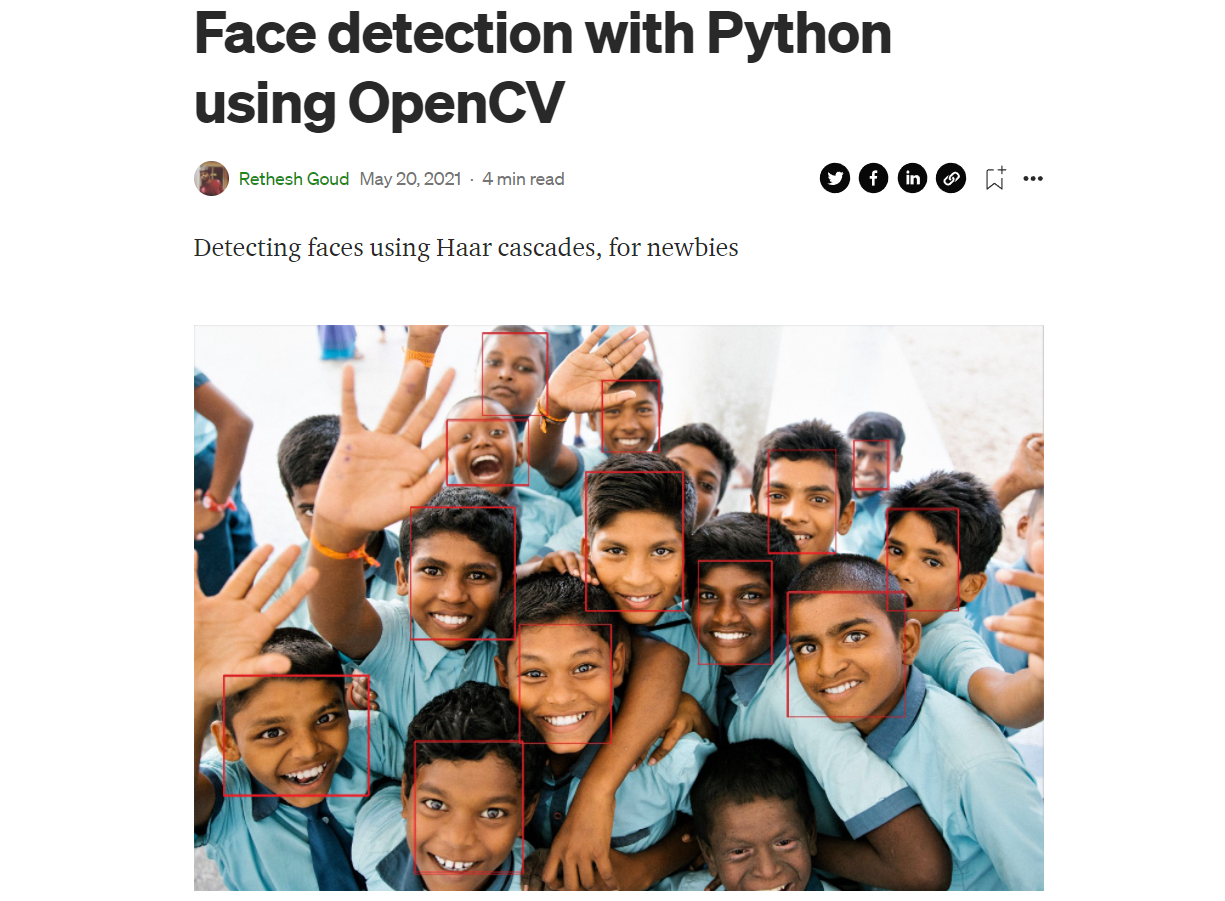 Face detection with Python
using OpenCV
Rethesh Goud May 20, 2021 · 4 min read
Detecting faces using Haar cascades, for newbies